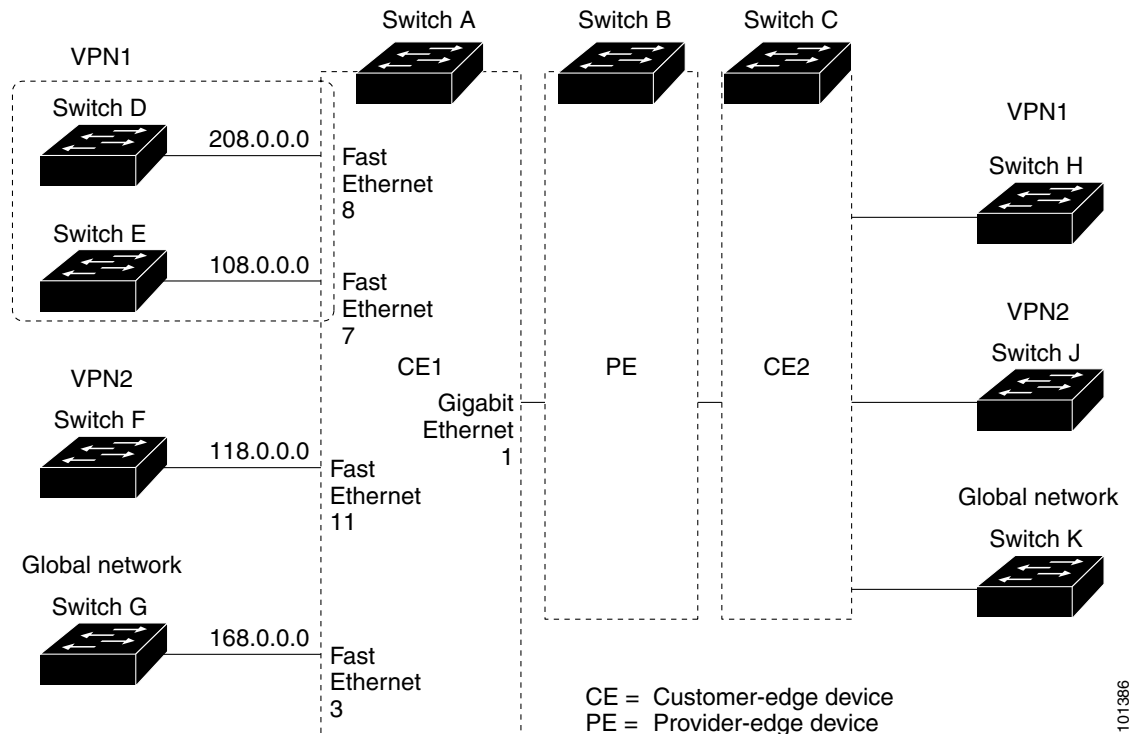 Switch A
Switch B
Switch C
VPN1
Switch D
208.0.0.0
Fast
Ethernet
8
Switch E
108.0.0.0
Fast
Ethernet
7
VPN2
Switch F
118.0.0.0
Fast
Ethernet
11
Global network
Switch G
168.0.0.0
Fast
Ethernet
3
CE1
Gigabit
Ethernet
1
PE
CE2
VPN1
Switch H
VPN2
Switch J
Global network
Switch K
CE = Customer-edge device
PE = Provider-edge device
101386